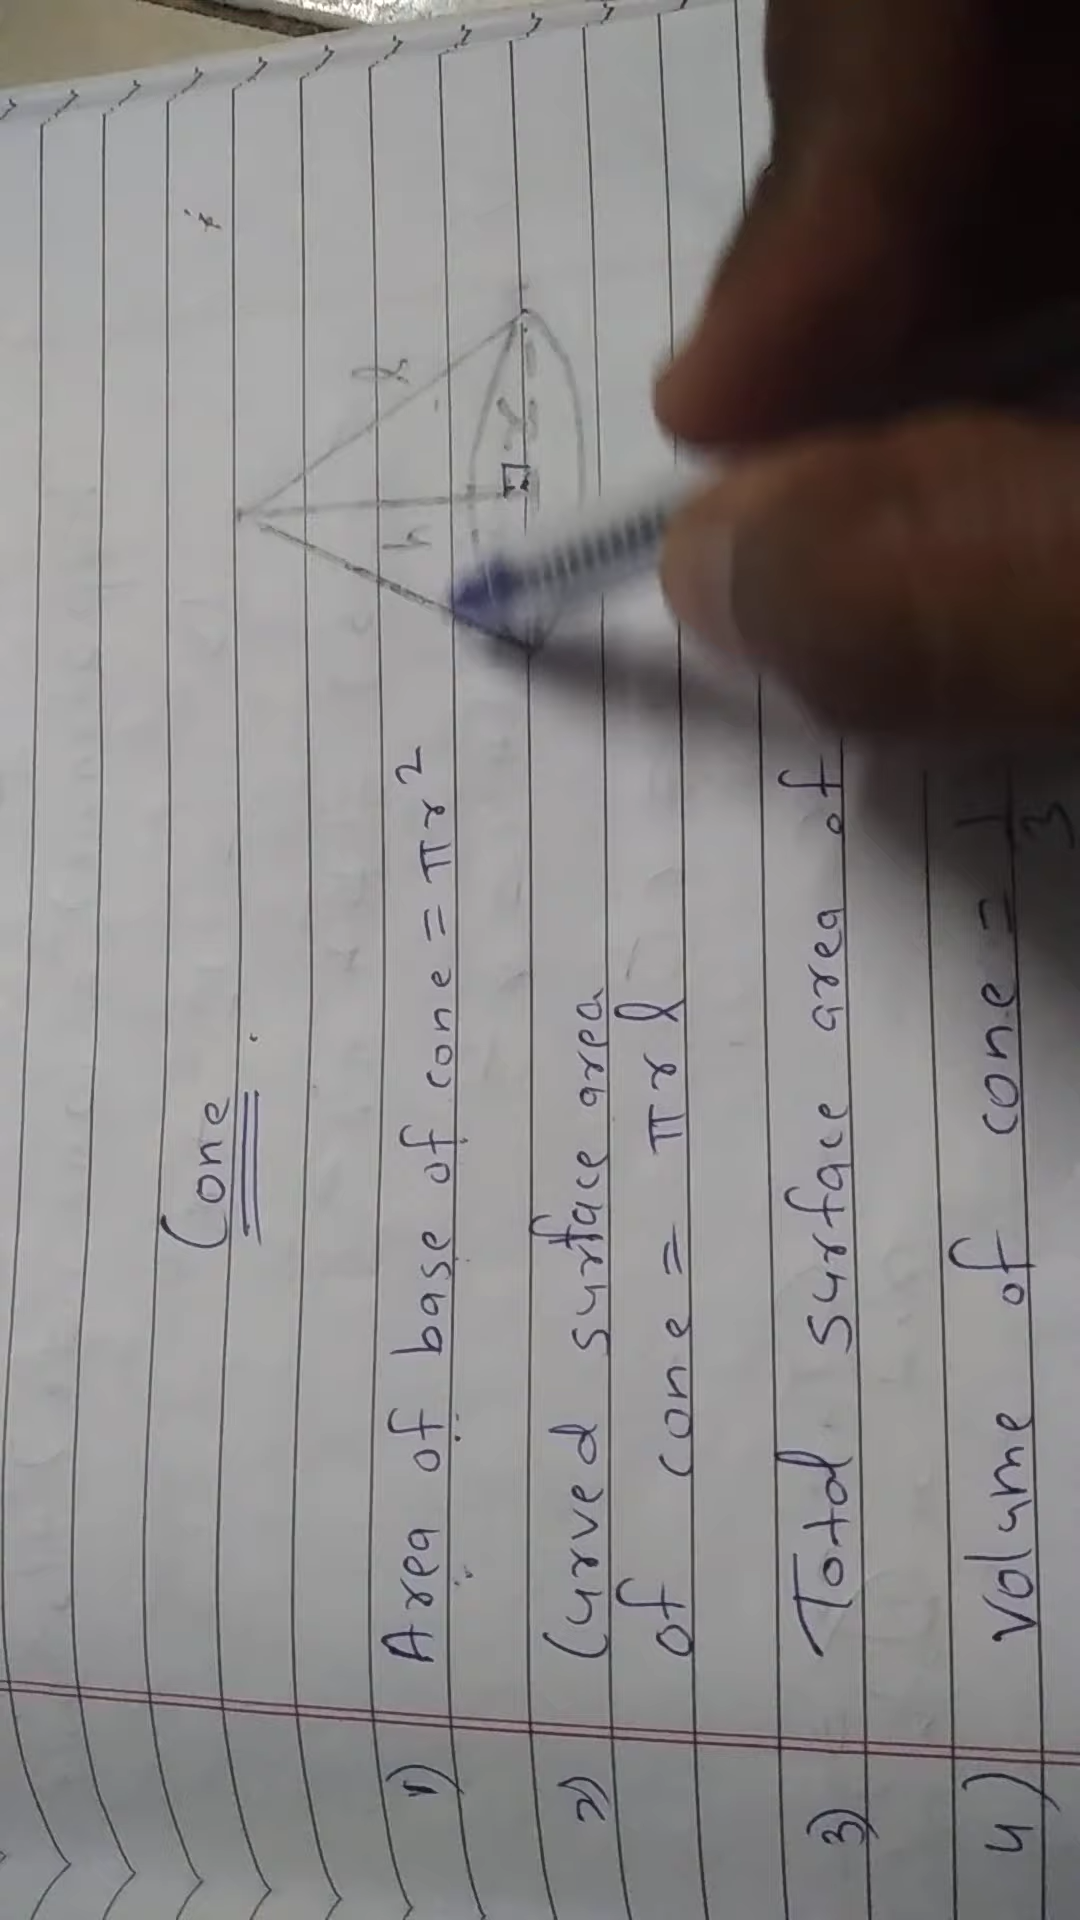 Cone
1) Area of base of cone = πr²
2) Curved surface area
of cone = πrl
3) Total surface area of
4) Volume of cone = 1/3
l
h
r